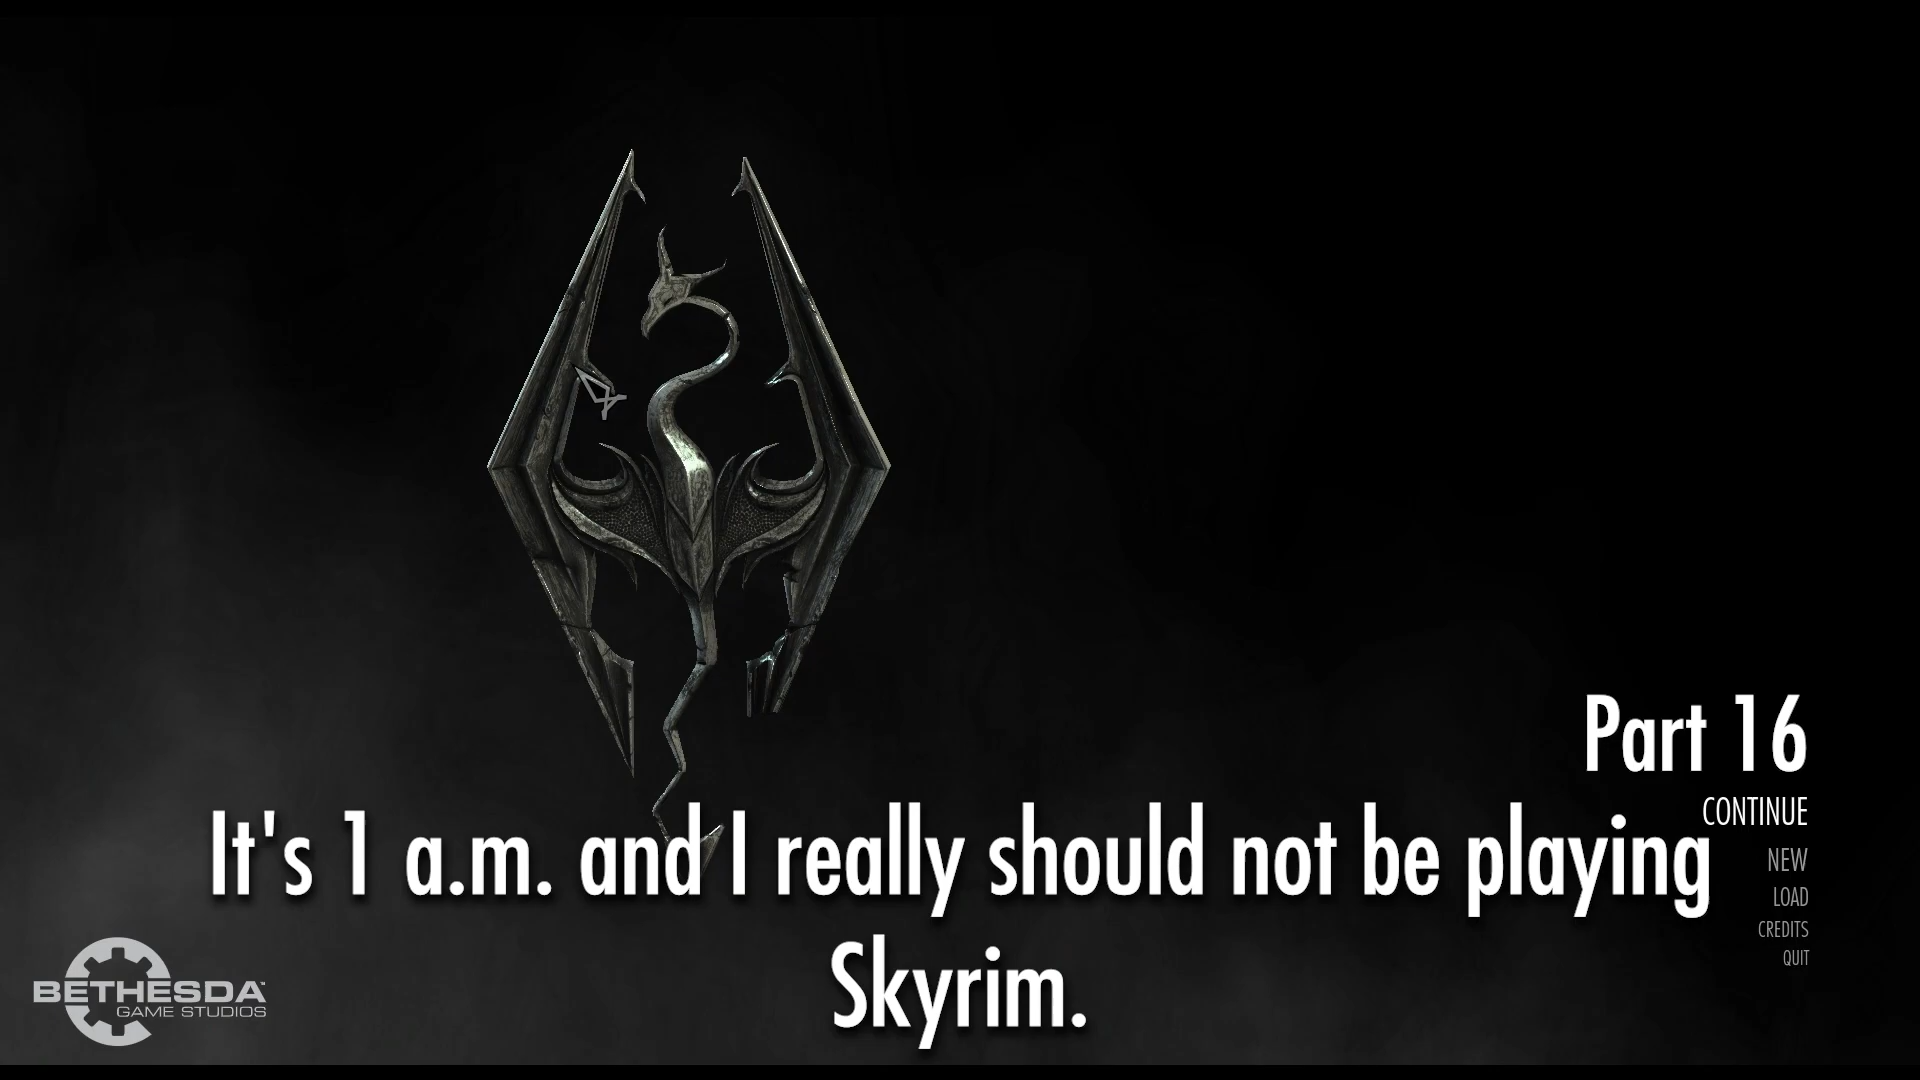 Part 16
CONTINUE
It's 1 a.m. and I really should not be playing
Skyrim.
NEW
LOAD
CREDITS
QUIT
BETHESDA
GAME STUDIOS